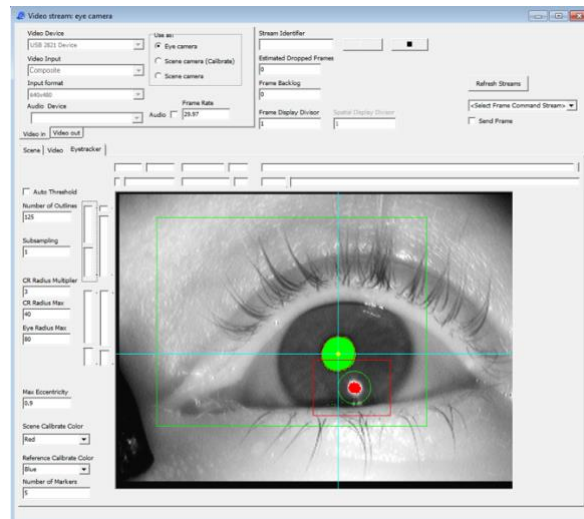 Video stream: eye camera
Video Device
USB 2821 Device
Video Input
Composite
Input format
640x480
Audio Device
Use as:
Eye camera
Scene camera (Calibrate)
Scene camera
Audio
Frame Rate
29.97
Stream Identifier
Estimated Dropped Frames
0
Frame Backlog
0
Frame Display Divisor
1
Spatial Display Divisor
1
Refresh Streams
<Select Frame Command Stream>
Send Frame
Video in
Video out
Scene
Video
Eyetracker
Auto Threshold
Number of Outlines
125
Subsampling
1
CR Radius Multiplier
3
CR Radius Max
40
Eye Radius Max
80
Max Eccentricity
0.9
Scene Calibrate Color
Red
Reference Calibrate Color
Blue
Number of Markers
5